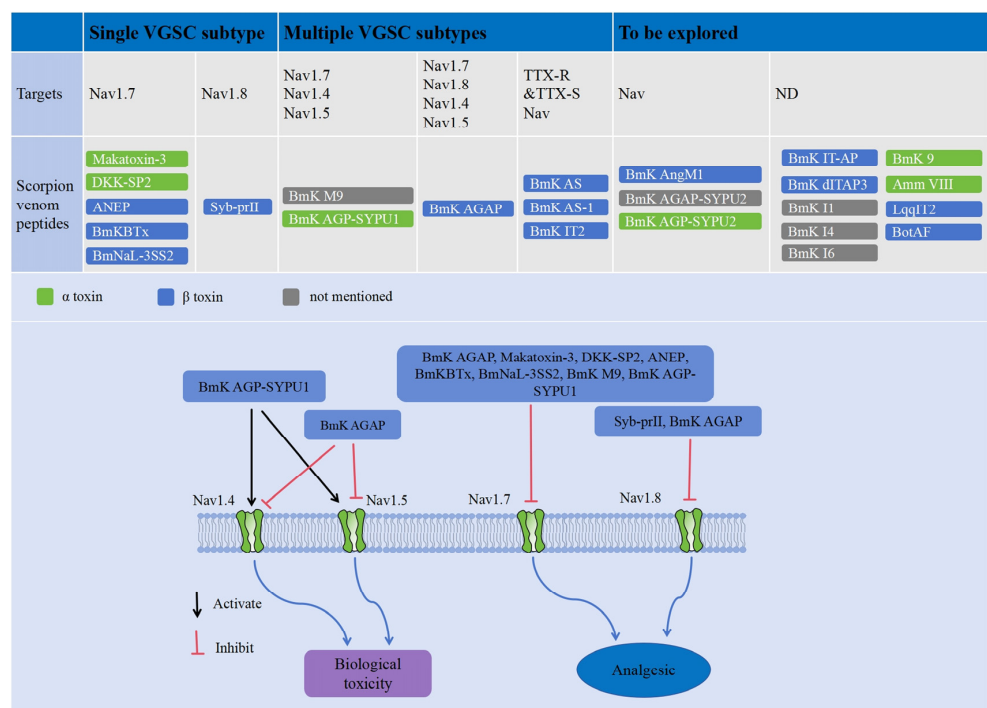 Single VGSC subtype
Multiple VGSC subtypes
To be explored
Targets
Nav1.7
Nav1.8
Nav1.7
Nav1.4
Nav1.5
Nav1.7
Nav1.8
Nav1.4
Nav1.5
TTX-R
&TTX-S
Nav
Nav
ND
Scorpion
venom
peptides
Makatoxin-3
DKK-SP2
ANEP
BmKBTx
BmNaL-3SS2
Syb-prII
BmK M9
BmK AGP-SYPU1
BmK AGAP
BmK AS
BmK AS-1
BmK IT2
BmK AngM1
BmK AGAP-SYPU2
BmK AGP-SYPU2
BmK IT-AP
BmK dITAP3
BmK I1
BmK I4
BmK I6
BmK 9
Amm VIII
LqqIT2
BotAF
α toxin
β toxin
not mentioned
BmK AGP-SYPU1
BmK AGAP
BmK AGAP, Makatoxin-3, DKK-SP2, ANEP,
BmKBTx, BmNaL-3SS2, BmK M9, BmK AGP-
SYPU1
Syb-prII, BmK AGAP
Nav1.4
Nav1.5
Nav1.7
Nav1.8
Activate
Inhibit
Biological
toxicity
Analgesic